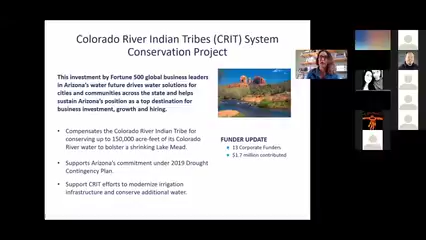 Colorado River Indian Tribes (CRIT) System
Conservation Project
This investment by Fortune 500 global business leaders
in Arizona's water future drives water solutions for
cities and communities across the state and helps
sustain Arizona's position as a top destination for
business investment, growth and hiring.
• Compensates the Colorado River Indian Tribe for
conserving up to 150,000 acre-feet of its Colorado
River water to bolster a shrinking Lake Mead.
• Supports Arizona's commitment under 2019 Drought
Contingency Plan.
• Support CRIT efforts to modernize irrigation
infrastructure and conserve additional water.
FUNDER UPDATE
13 Corporate Funders
$1.7 million contributed